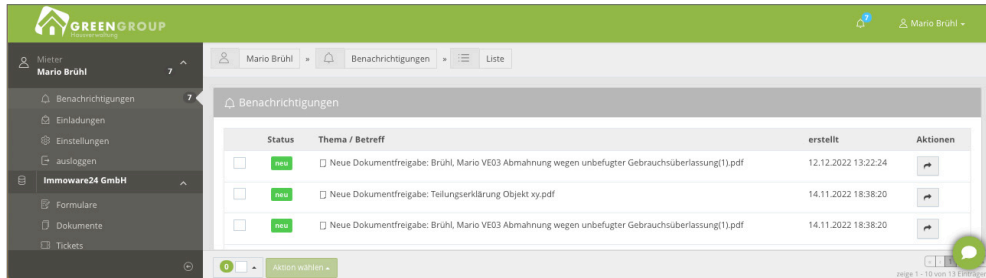 GREENGROUP
Hausverwaltung
7
Mario Brühl
Mieter
Mario Brühl
7
Mario Brühl » Benachrichtigungen » Liste
Benachrichtigungen 7
Einladungen
Einstellungen
ausloggen
Immoware24 GmbH
Formulare
Dokumente
Tickets
Benachrichtigungen
Status Thema / Betreff erstellt Aktionen
neu Neue Dokumentfreigabe: Brühl, Mario VE03 Abmahnung wegen unbefugter Gebrauchsüberlassung(1).pdf 12.12.2022 13:22:24
neu Neue Dokumentfreigabe: Teilungserklärung Objekt xy.pdf 14.11.2022 18:38:20
neu Neue Dokumentfreigabe: Brühl, Mario VE03 Abmahnung wegen unbefugter Gebrauchsüberlassung(1).pdf 14.11.2022 18:38:20
0 Aktion wählen
zeige 1 - 10 von 13 Einträgen